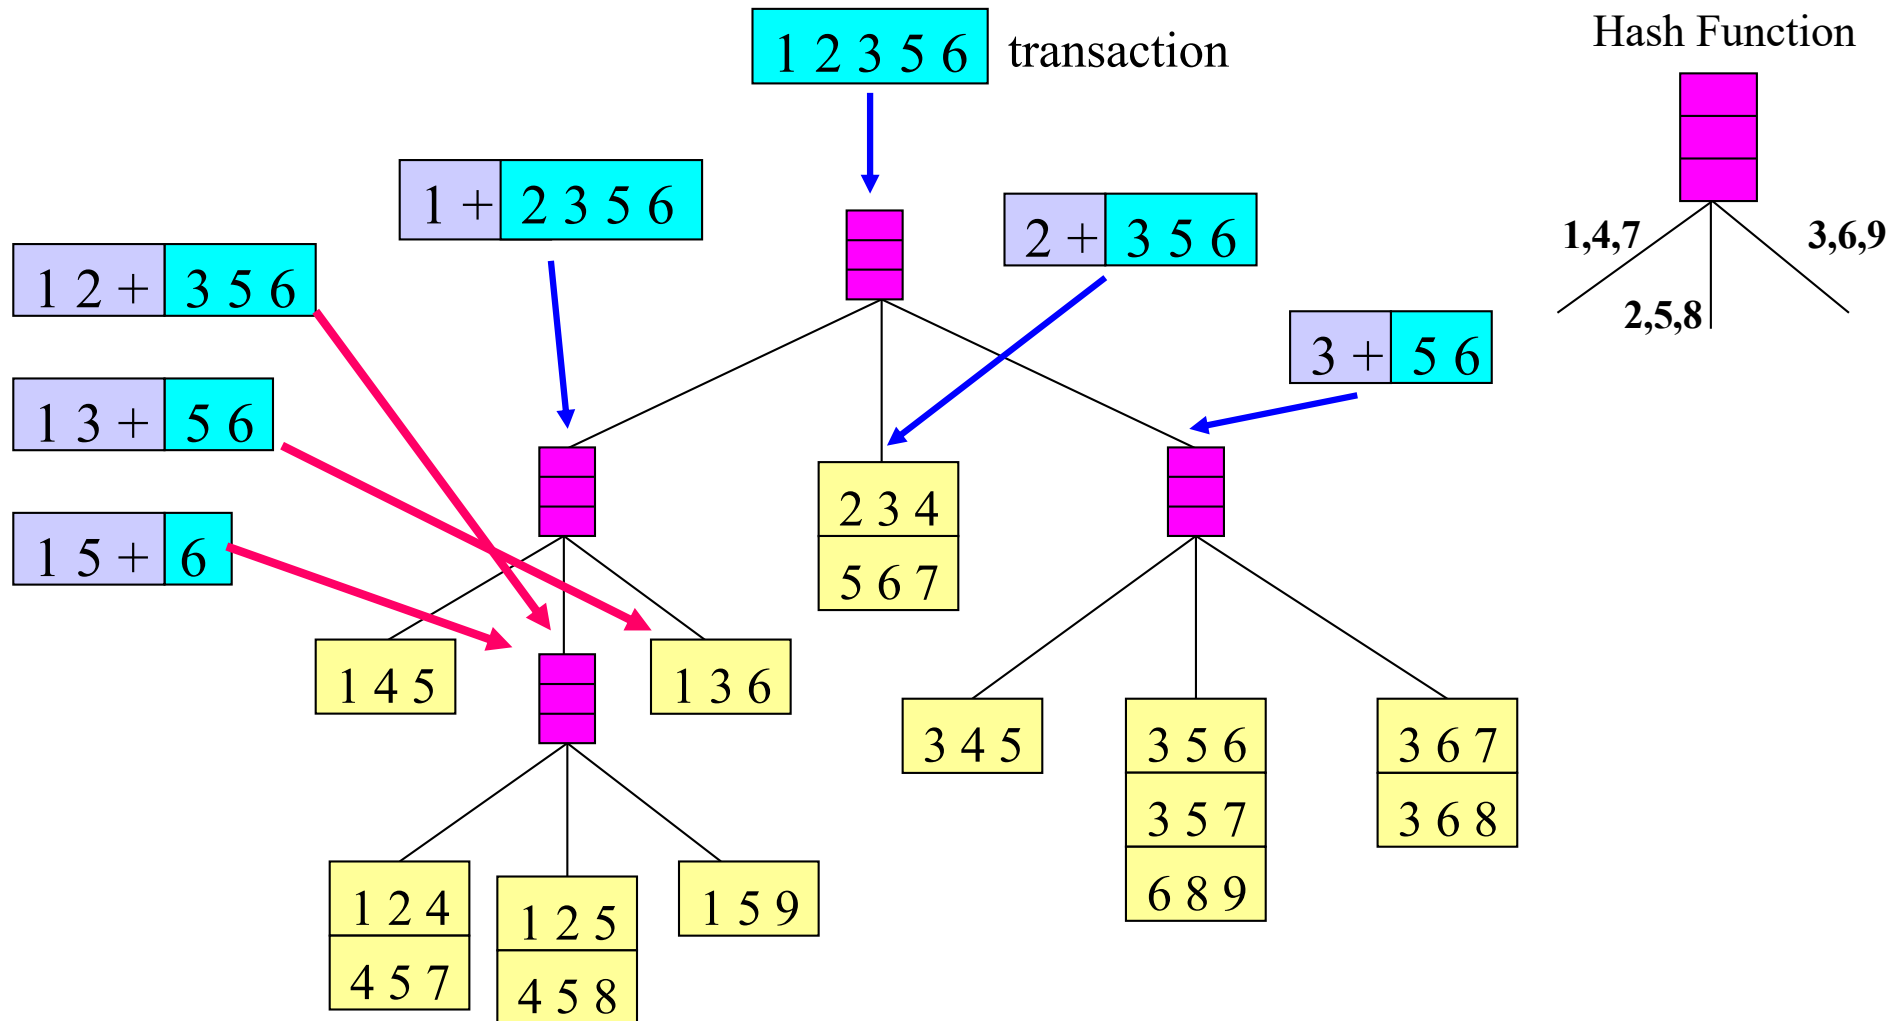 1 2 3 5 6 transaction
Hash Function
1 + 2 3 5 6
2 + 3 5 6
1,4,7
3,6,9
2,5,8
1 2 + 3 5 6
3 + 5 6
1 3 + 5 6
1 5 + 6
2 3 4
5 6 7
1 4 5
1 3 6
3 4 5
3 5 6
3 6 7
3 5 7
3 6 8
6 8 9
1 2 4
1 2 5
1 5 9
4 5 7
4 5 8